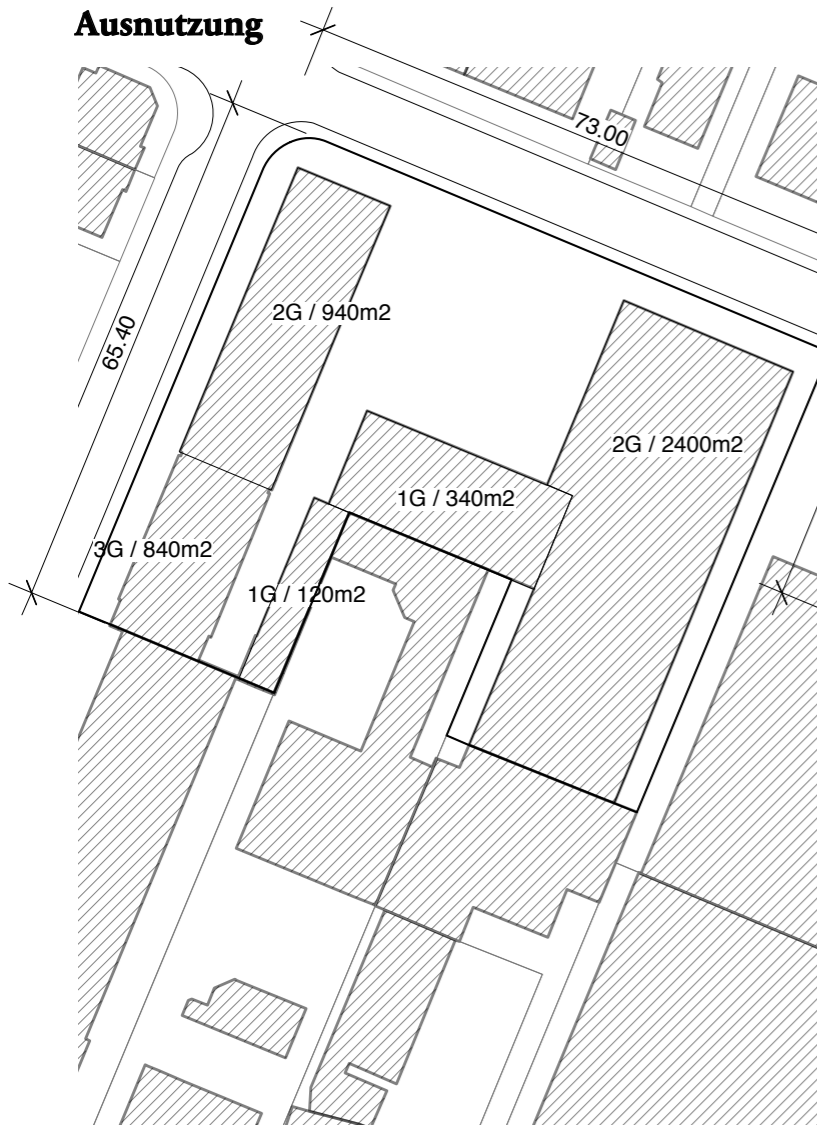 Ausnutzung
73.00
65.40
2G / 940m2
2G / 2400m2
1G / 340m2
3G / 840m2
1G / 120m2